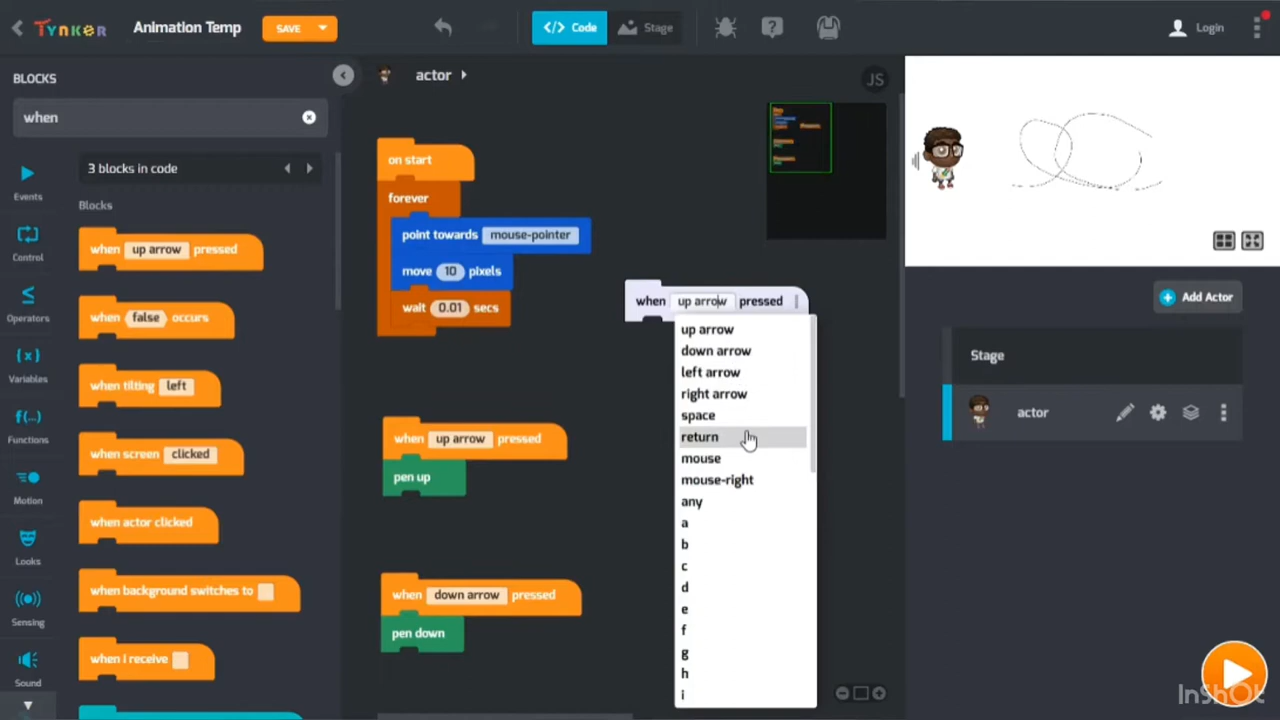 TYNKER
Animation Temp
SAVE
</> Code
Stage
Login
BLOCKS
when
3 blocks in code
Blocks
Events
Control
Operators
Variables
Functions
Motion
Looks
Sensing
Sound
when up arrow pressed
when false occurs
when tilting left
when screen clicked
when actor clicked
when background switches to
when I receive
actor
JS
on start
forever
point towards mouse-pointer
move 10 pixels
wait 0.01 secs
when up arrow pressed
pen up
when down arrow pressed
pen down
when up arrow pressed
up arrow
down arrow
left arrow
right arrow
space
return
mouse
mouse-right
any
a
b
c
d
e
f
g
h
i
Add Actor
Stage
actor
InShOt